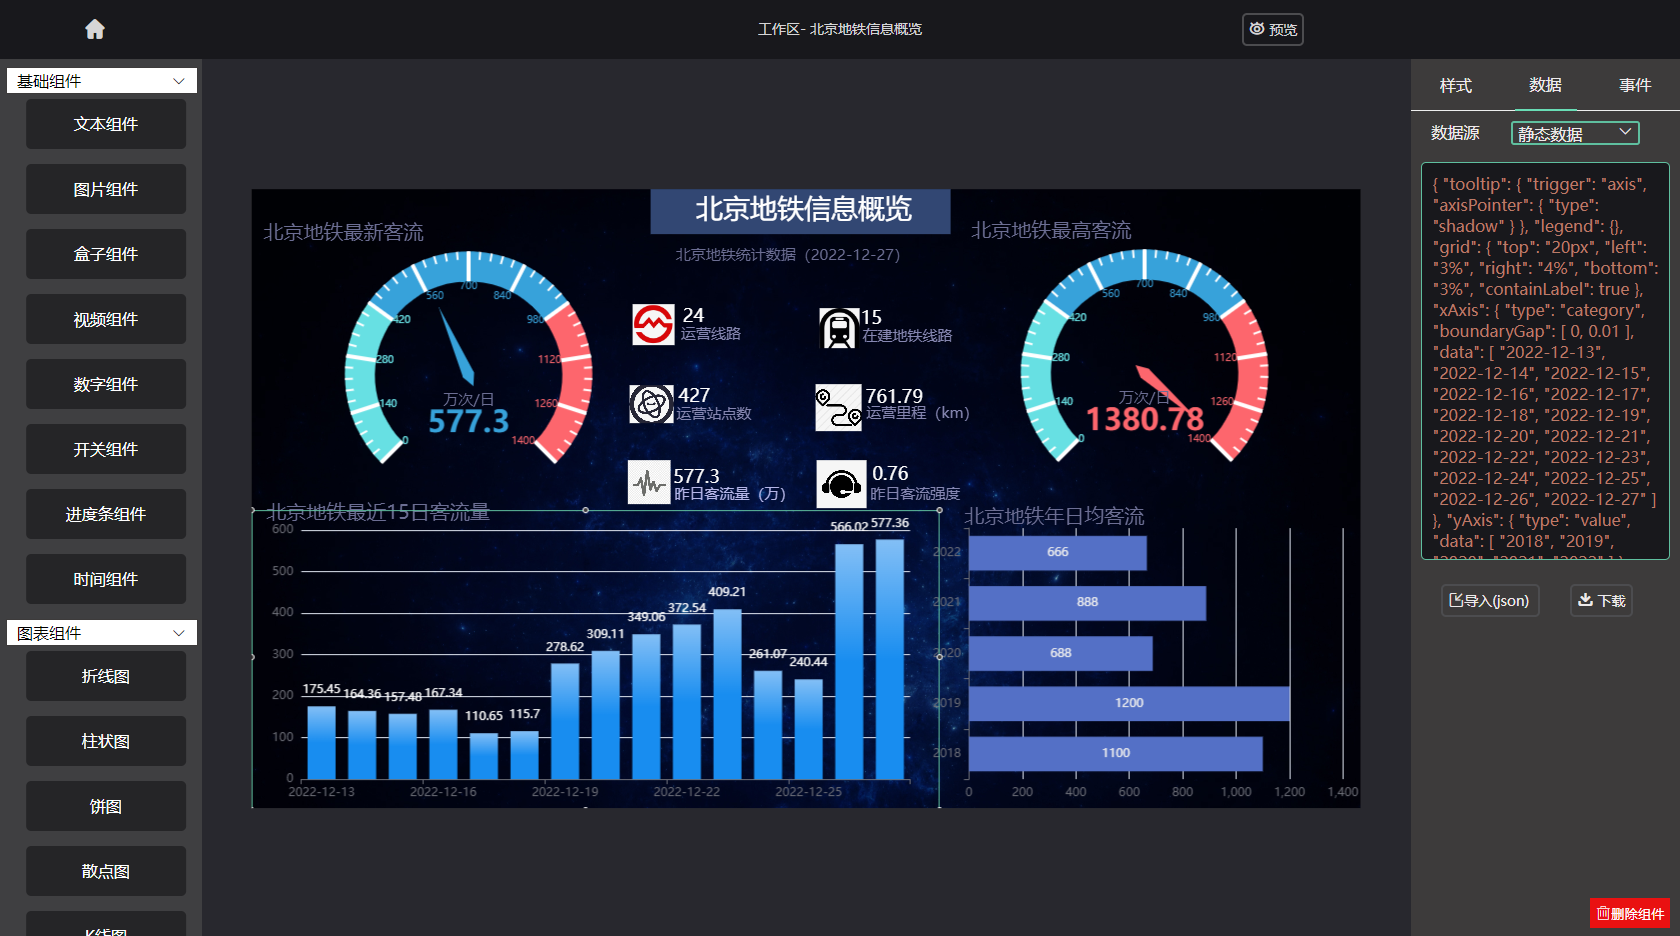 工作区- 北京地铁信息概览
预览
基础组件
文本组件
图片组件
盒子组件
视频组件
数字组件
开关组件
进度条组件
时间组件
图表组件
折线图
柱状图
饼图
散点图
K线图
北京地铁信息概览
北京地铁统计数据（2022-12-27）
北京地铁最新客流
0
140
280
420
560
700
840
980
1120
1260
1400
万次/日
577.3
24
运营线路
15
在建地铁线路
427
运营站点数
761.79
运营里程（km）
577.3
昨日客流量（万）
0.76
昨日客流强度
北京地铁最高客流
0
140
280
420
560
700
840
980
1120
1260
1400
万次/日
1380.78
北京地铁最近15日客流量
600
500
400
300
200
100
0
175.45
164.36
157.48
167.34
110.65
115.7
278.62
309.11
349.06
372.54
409.21
261.07
240.44
566.02
577.36
2022-12-13
2022-12-16
2022-12-19
2022-12-22
2022-12-25
北京地铁年日均客流
2022
666
2021
888
2020
688
2019
1200
2018
1100
0
200
400
600
800
1,000
1,200
1,400
样式
数据
事件
数据源
静态数据
{ "tooltip": { "trigger": "axis",
"axisPointer": { "type":
"shadow" } }, "legend": {},
"grid": { "top": "20px", "left":
"3%", "right": "4%", "bottom":
"3%", "containLabel": true },
"xAxis": { "type": "category",
"boundaryGap": [ 0, 0.01 ],
"data": [ "2022-12-13",
"2022-12-14", "2022-12-15",
"2022-12-16", "2022-12-17",
"2022-12-18", "2022-12-19",
"2022-12-20", "2022-12-21",
"2022-12-22", "2022-12-23",
"2022-12-24", "2022-12-25",
"2022-12-26", "2022-12-27" ]
}, "yAxis": { "type": "value",
"data": [ "2018", "2019",
"2020", "2021", "2022" ] },
导入(json)
下载
删除组件